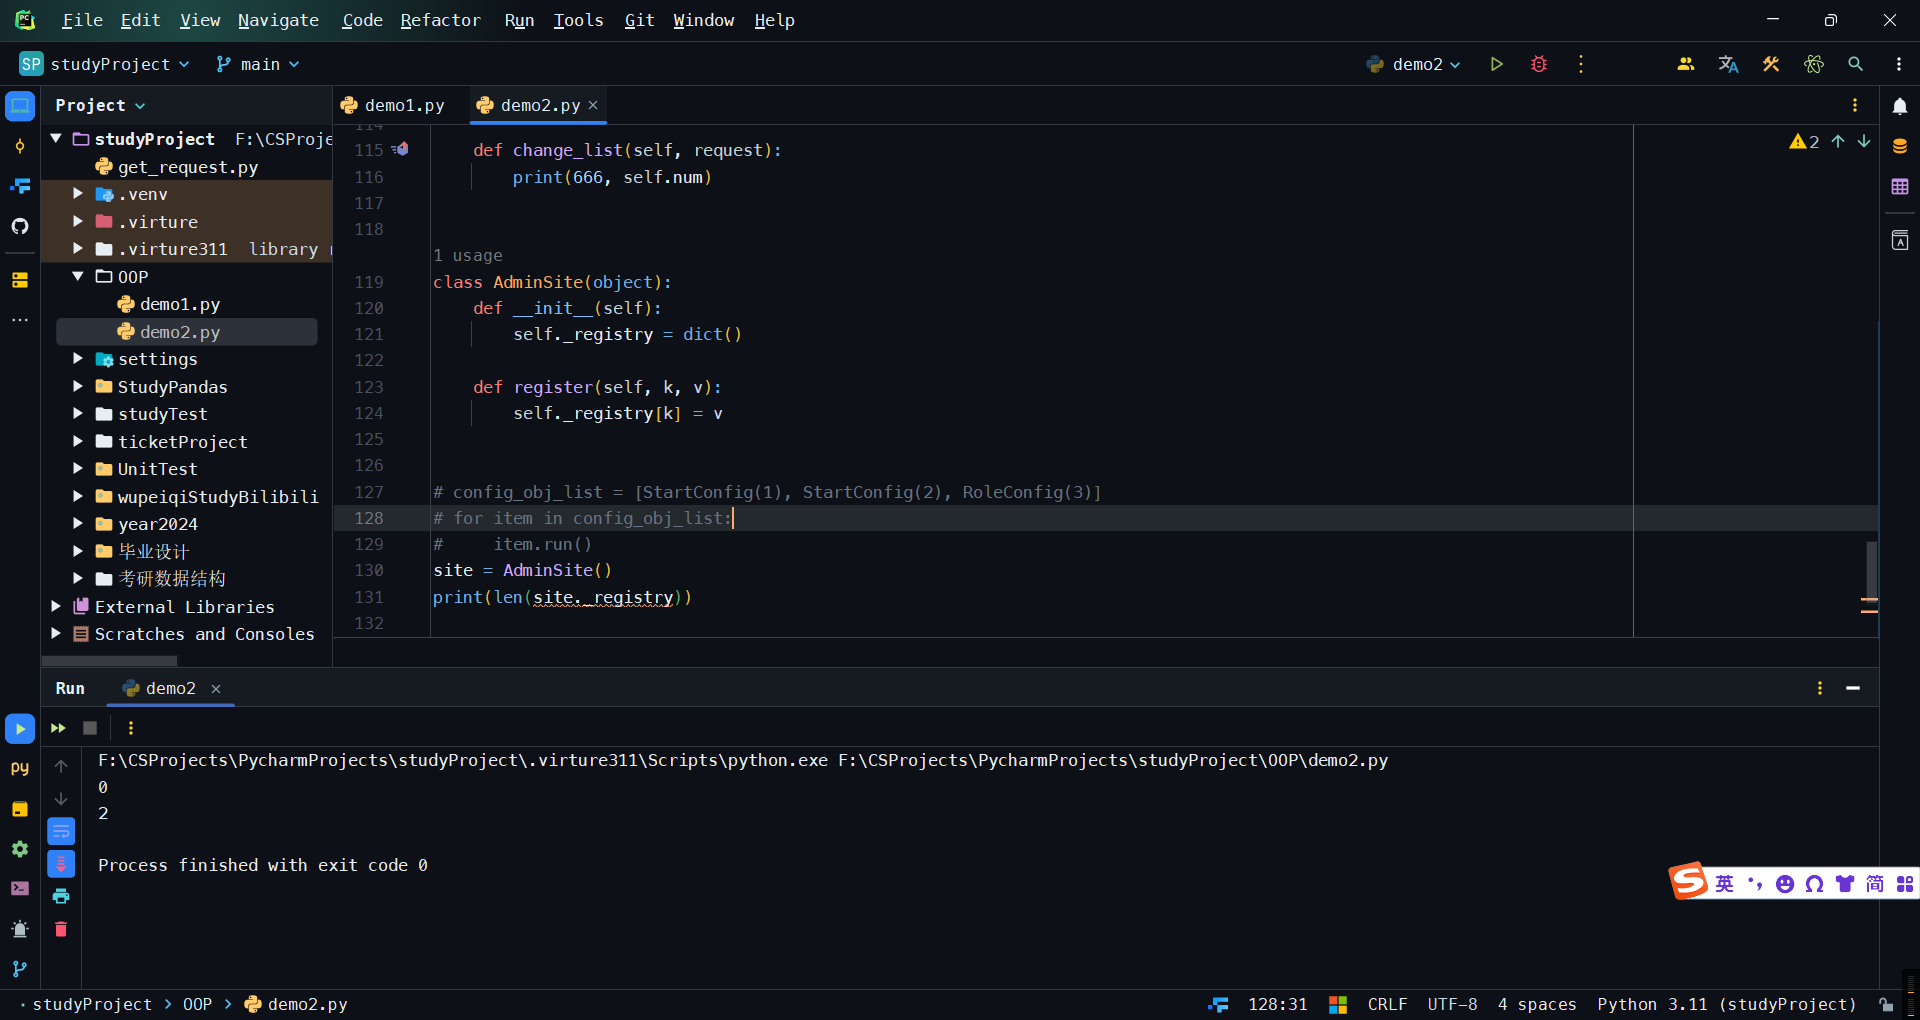 File Edit View Navigate Code Refactor Run Tools Git Window Help
SP studyProject main demo2
Project demo1.py demo2.py
studyProject F:\CSProje
get_request.py
.venv
.virture
.virture311 library
OOP
demo1.py
demo2.py
settings
StudyPandas
studyTest
ticketProject
UnitTest
wupeiqiStudyBilibili
year2024
毕业设计
考研数据结构
External Libraries
Scratches and Consoles
114
115 def change_list(self, request):
116 print(666, self.num)
117
118
1 usage
119 class AdminSite(object):
120 def __init__(self):
121 self._registry = dict()
122
123 def register(self, k, v):
124 self._registry[k] = v
125
126
127 # config_obj_list = [StartConfig(1), StartConfig(2), RoleConfig(3)]
128 # for item in config_obj_list:
129 #     item.run()
130 site = AdminSite()
131 print(len(site._registry))
132
2
Run demo2
F:\CSProjects\PycharmProjects\studyProject\.virture311\Scripts\python.exe F:\CSProjects\PycharmProjects\studyProject\OOP\demo2.py
0
2
Process finished with exit code 0
英 简
studyProject > OOP > demo2.py 128:31 CRLF UTF-8 4 spaces Python 3.11 (studyProject)